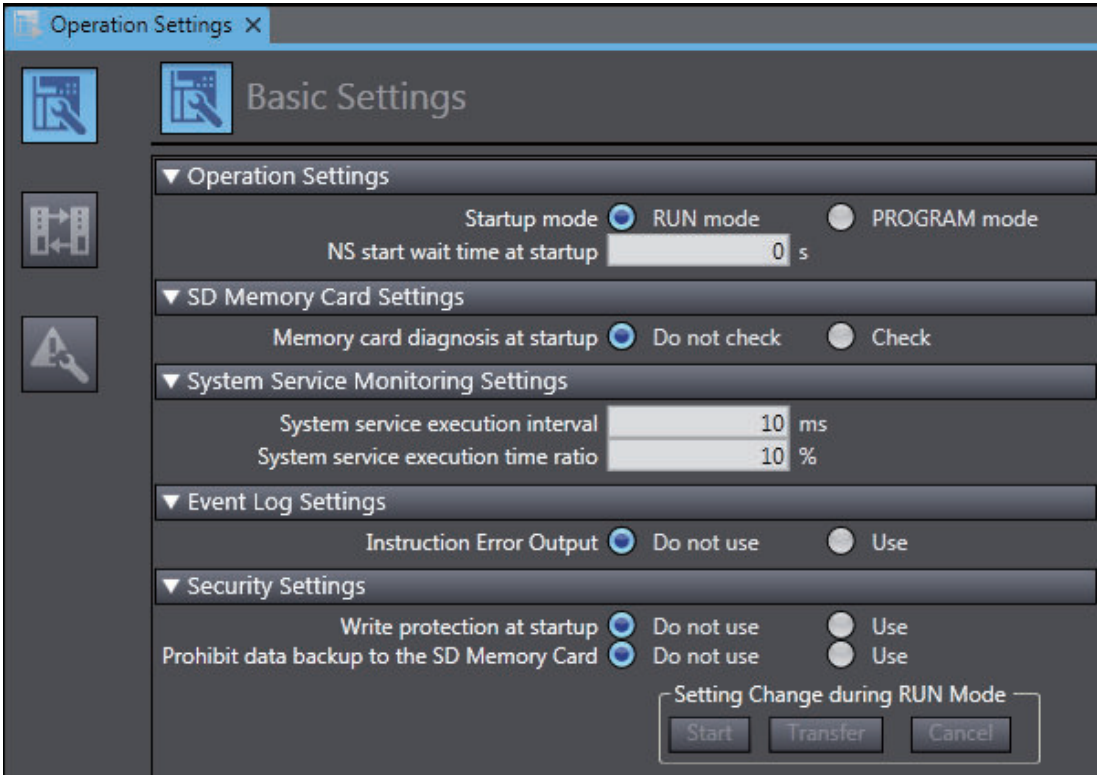 Operation Settings X
Basic Settings
▼ Operation Settings
Startup mode RUN mode PROGRAM mode
NS start wait time at startup 0 s
▼ SD Memory Card Settings
Memory card diagnosis at startup Do not check Check
▼ System Service Monitoring Settings
System service execution interval 10 ms
System service execution time ratio 10 %
▼ Event Log Settings
Instruction Error Output Do not use Use
▼ Security Settings
Write protection at startup Do not use Use
Prohibit data backup to the SD Memory Card Do not use Use
Setting Change during RUN Mode
Start Transfer Cancel